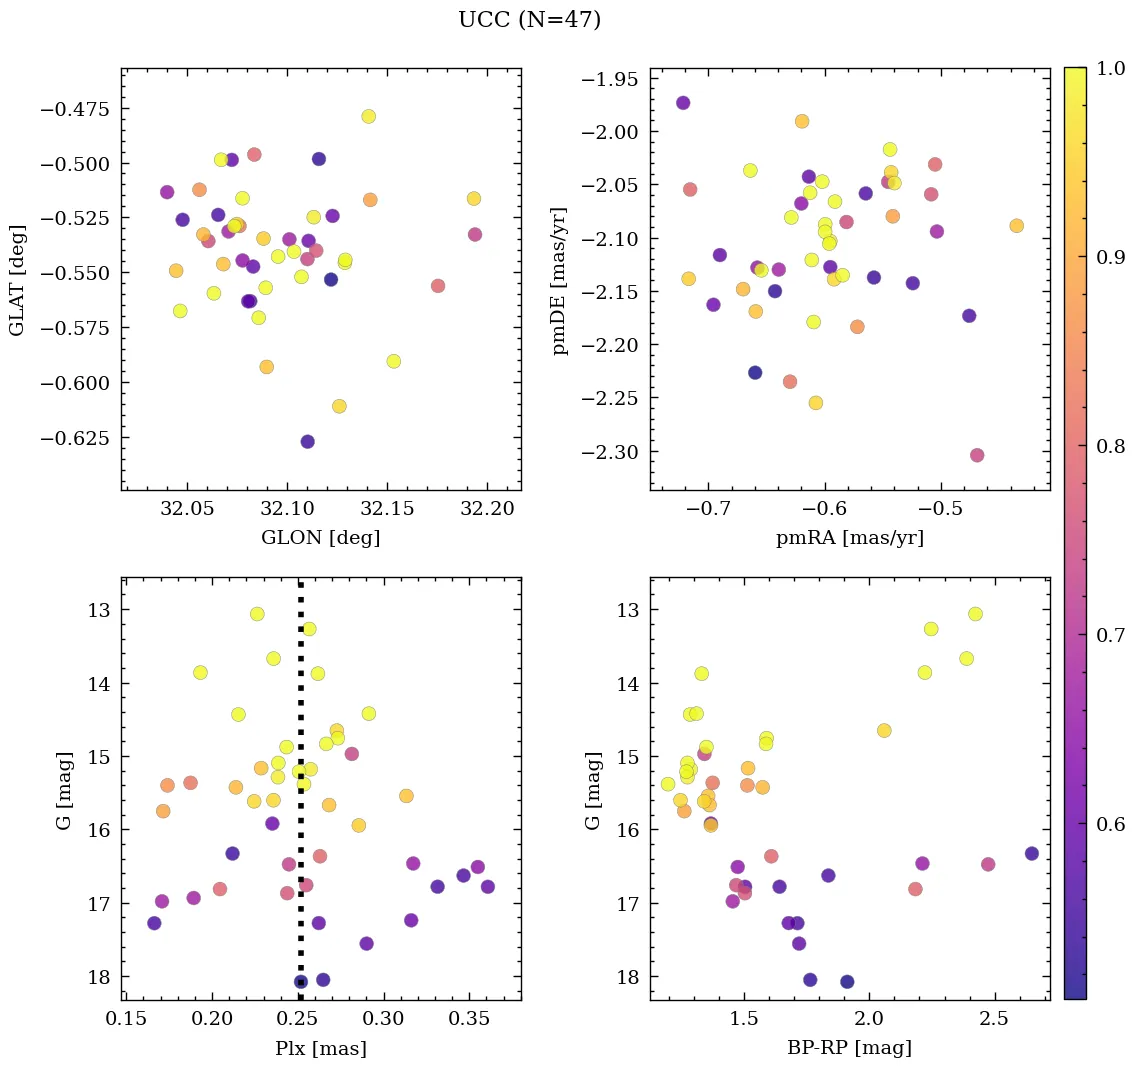 UCC (N=47)
−0.475
−0.500
−0.525
−0.550
−0.575
−0.600
−0.625
GLAT [deg]
32.05 32.10 32.15 32.20
GLON [deg]
−1.95
−2.00
−2.05
−2.10
−2.15
−2.20
−2.25
−2.30
pmDE [mas/yr]
−0.7 −0.6 −0.5
pmRA [mas/yr]
13
14
15
16
17
18
G [mag]
0.15 0.20 0.25 0.30 0.35
Plx [mas]
13
14
15
16
17
18
G [mag]
1.5 2.0 2.5
BP-RP [mag]
1.0
0.9
0.8
0.7
0.6